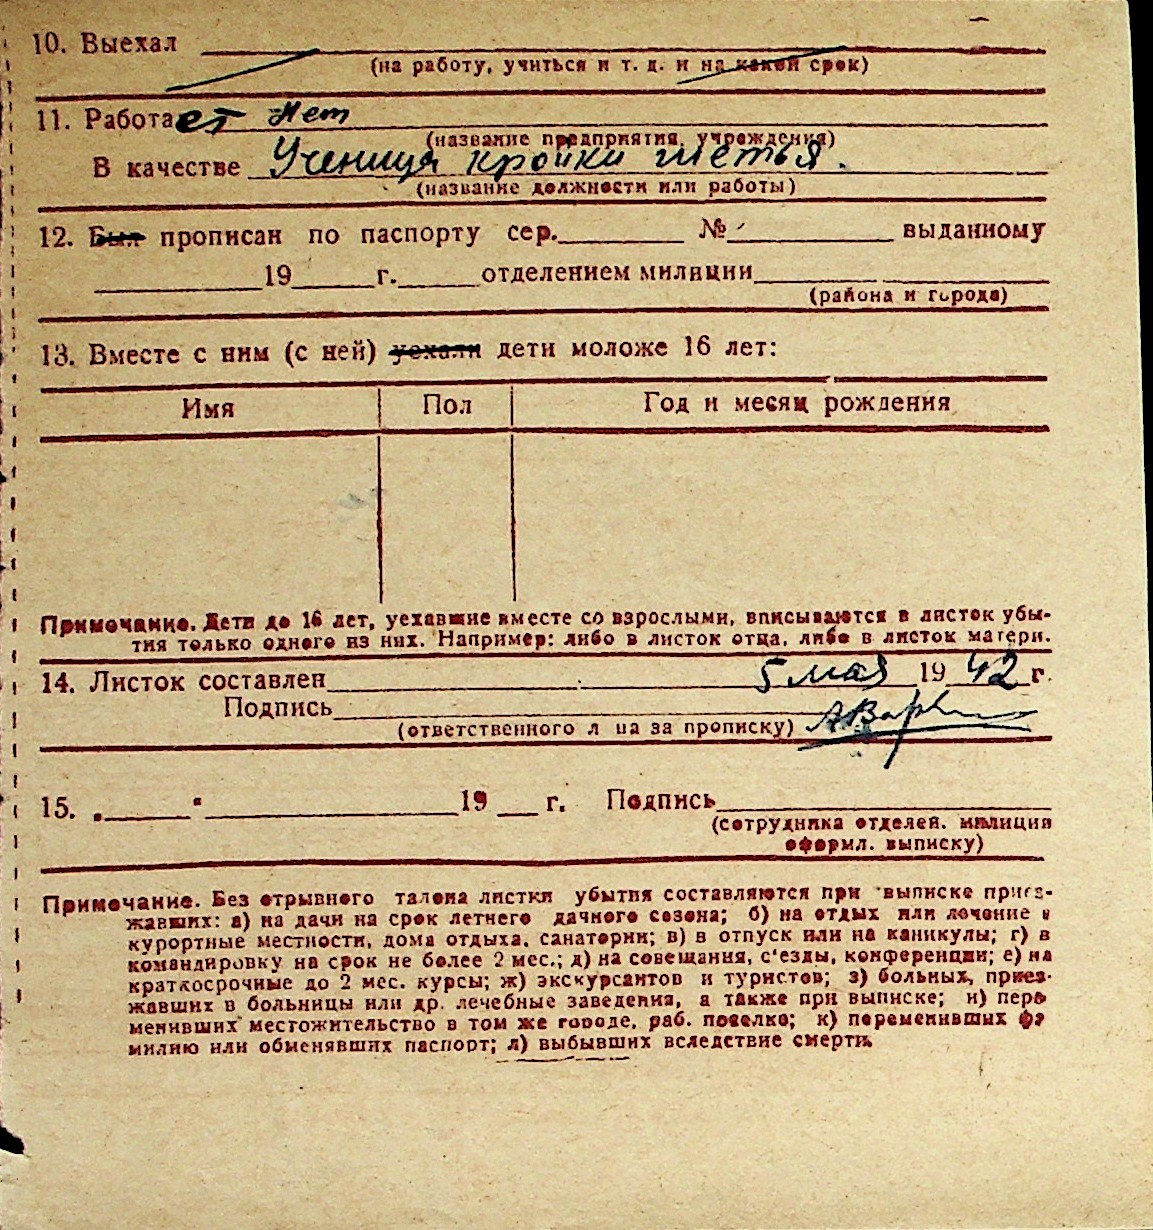 10. Выехал
(на работу, учиться и т. д. и на какой срок)
11. Работает Нет
(название предприятия, учреждения)
В качестве Ученица кройки шетья.
(название должности или работы)
12. Был прописан по паспорту сер. № выданному
19 г. отделением милиции
(района и города)
13. Вместе с ним (с ней) уехали дети моложе 16 лет:
Имя Пол Год и месяц рождения
Примечание. Дети до 16 лет, уехавшие вместе со взрослыми, вписываются в листок убы-
тия только одного из них. Например: либо в листок отца, либо в листок матери.
14. Листок составлен 5 мая 19 42 г.
Подпись
(ответственного л ца за прописку)
15. „ " 19 г. Подпись
(сотрудника отделен. милиции
оформл. выписку)
Примечание. Без отрывного талона листки убытия составляются при выписке приез-
жавших: а) на дачи на срок летнего дачного сезона; б) на отдых или лечение в
курортные местности, дома отдыха, санатории; в) в отпуск или на каникулы; г) в
командировку на срок не более 2 мес.; д) на совещания, с'езды, конференции; е) на
краткосрочные до 2 мес. курсы; ж) экскурсантов и туристов; з) больных, приез-
жавших в больницы или др. лечебные заведения, а также при выписке; и) пере
менивших местожительство в том же городе, раб. поселке; к) переменивших фа
милию или обменявших паспорт; л) выбывших вследствие смерти.